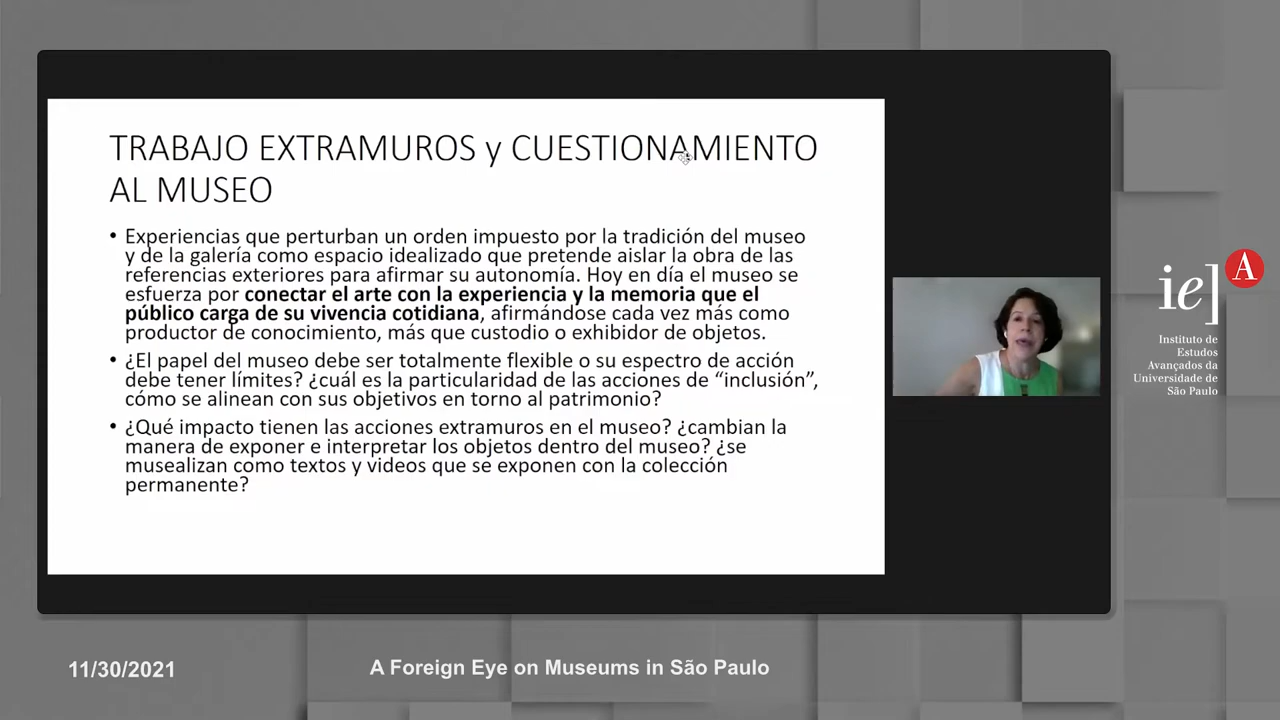 TRABAJO EXTRAMUROS y CUESTIONAMIENTO
AL MUSEO
• Experiencias que perturban un orden impuesto por la tradición del museo
y de la galería como espacio idealizado que pretende aislar la obra de las
referencias exteriores para afirmar su autonomía. Hoy en día el museo se
esfuerza por conectar el arte con la experiencia y la memoria que el
público carga de su vivencia cotidiana, afirmándose cada vez más como
productor de conocimiento, más que custodio o exhibidor de objetos.
• ¿El papel del museo debe ser totalmente flexible o su espectro de acción
debe tener límites? ¿cuál es la particularidad de las acciones de “inclusión”,
cómo se alinean con sus objetivos en torno al patrimonio?
• ¿Qué impacto tienen las acciones extramuros en el museo? ¿cambian la
manera de exponer e interpretar los objetos dentro del museo? ¿se
musealizan como textos y videos que se exponen con la colección
permanente?
ie] A
Instituto de
Estudos
Avançados da
Universidade de
São Paulo
11/30/2021
A Foreign Eye on Museums in São Paulo